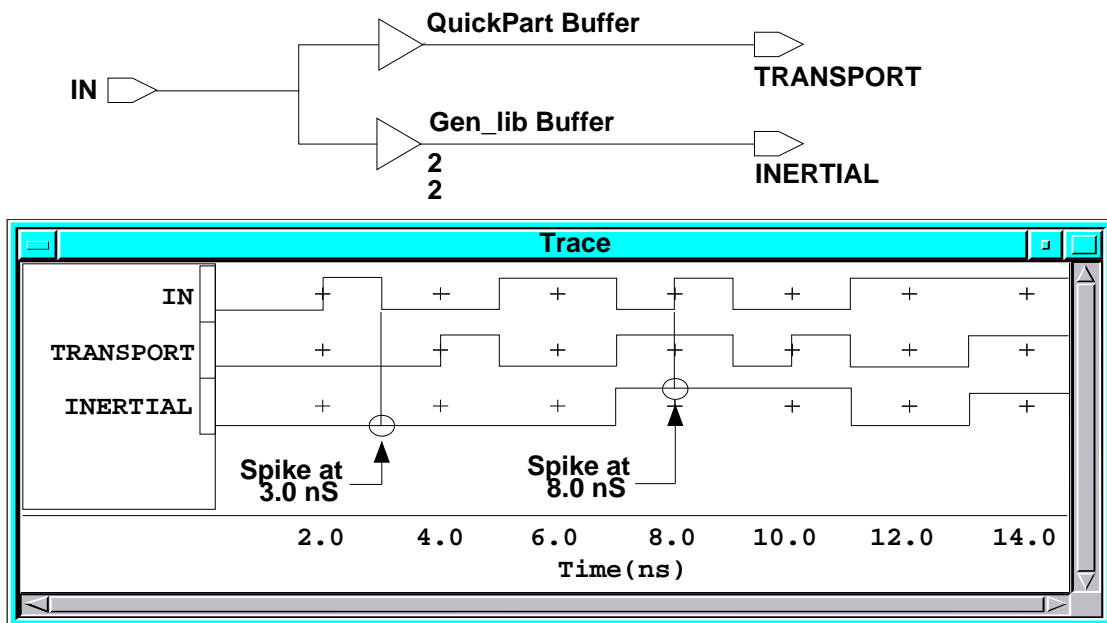 QuickPart Buffer
IN
TRANSPORT
Gen_lib Buffer
2
2
INERTIAL
Trace
IN
TRANSPORT
INERTIAL
Spike at
3.0 nS
Spike at
8.0 nS
2.0 4.0 6.0 8.0 10.0 12.0 14.0
Time(ns)